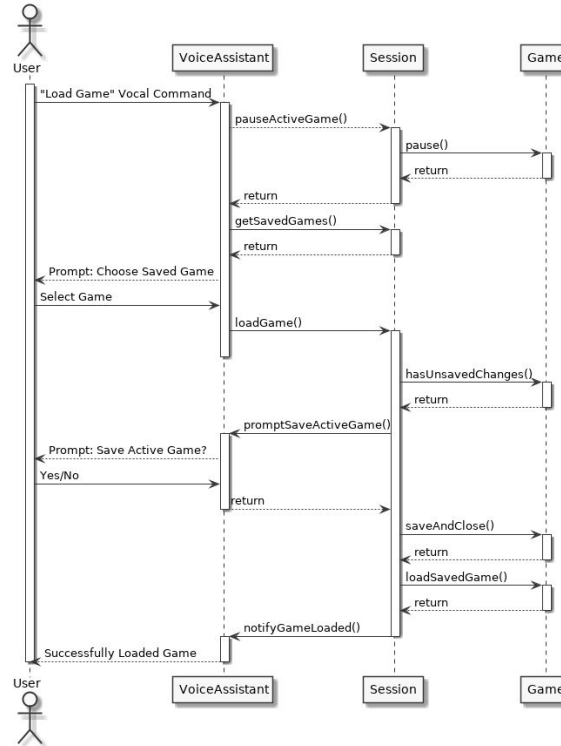 User
VoiceAssistant
Session
Game
"Load Game" Vocal Command
pauseActiveGame()
pause()
return
return
getSavedGames()
return
Prompt: Choose Saved Game
Select Game
loadGame()
hasUnsavedChanges()
return
promptSaveActiveGame()
Prompt: Save Active Game?
Yes/No
return
saveAndClose()
return
loadSavedGame()
return
notifyGameLoaded()
Successfully Loaded Game
User
VoiceAssistant
Session
Game